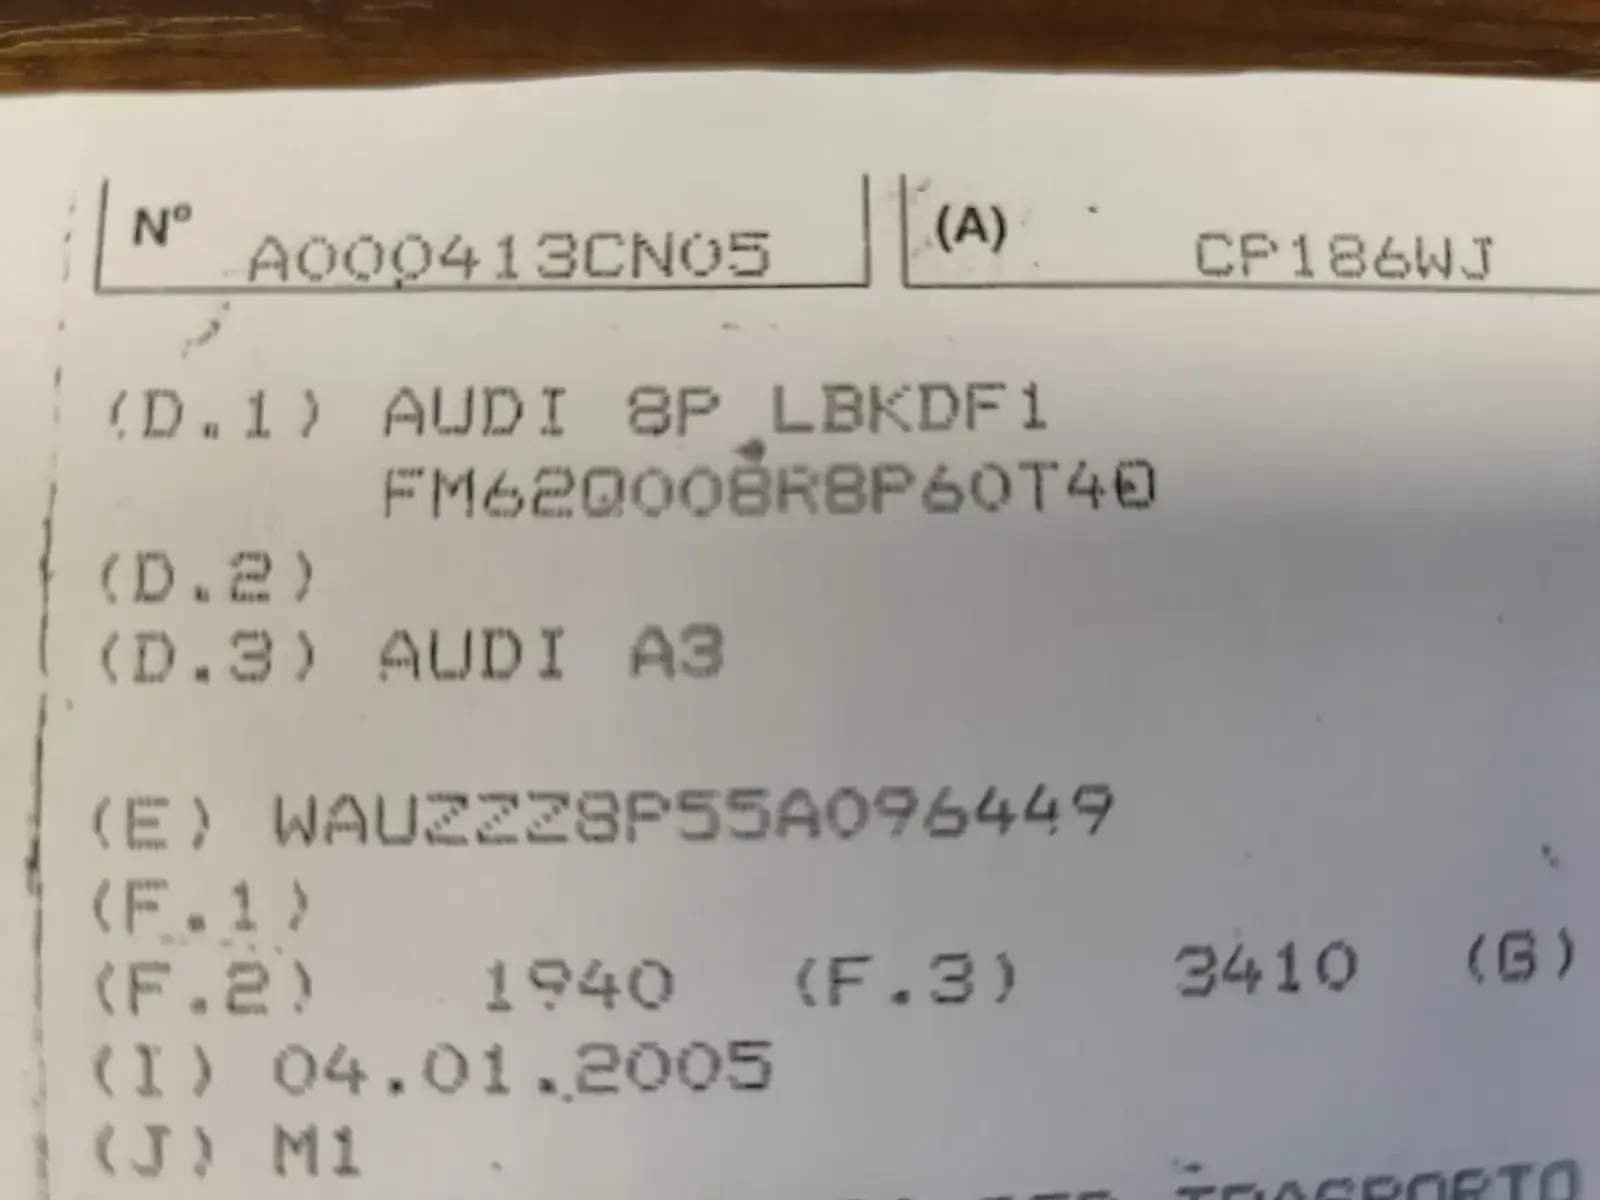 N° A000413CN05 (A) CP186WJ
(D.1) AUDI 8P LBKDF1
FM62Q008R8P60T40
(D.2)
(D.3) AUDI A3
(E) WAUZZZ8P55A096449
(F.1)
(F.2) 1940 (F.3) 3410 (G)
(I) 04.01.2005
(J) M1
TRASPORTO